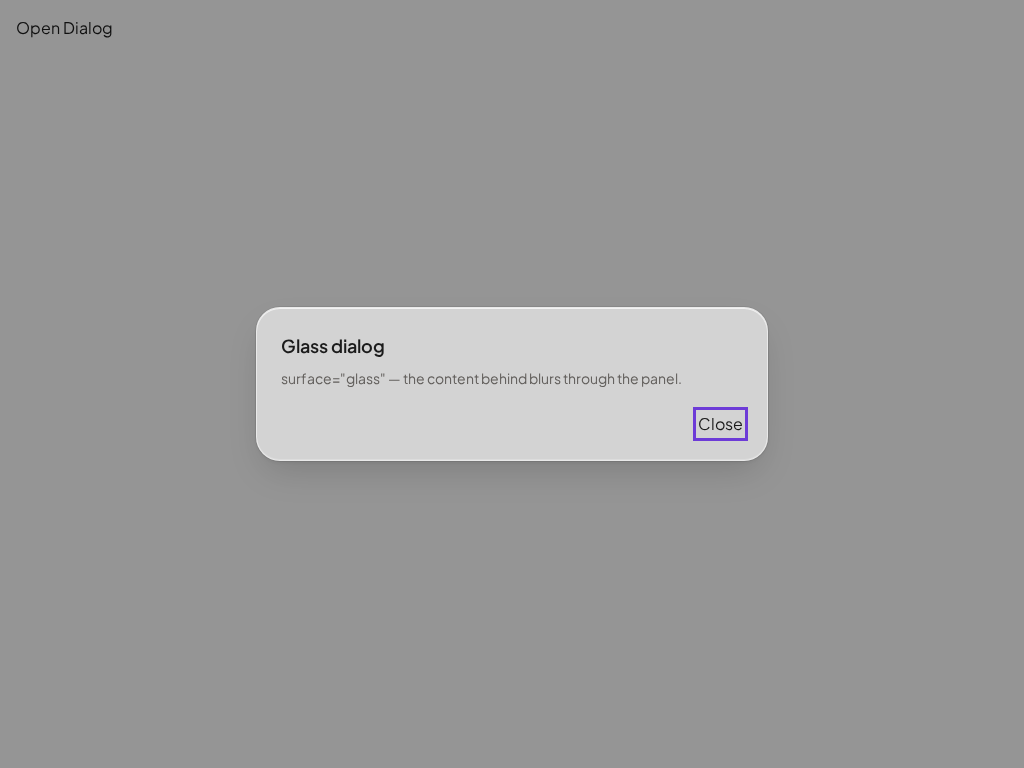 Open Dialog
Glass dialog
surface="glass" — the content behind blurs through the panel.
Close